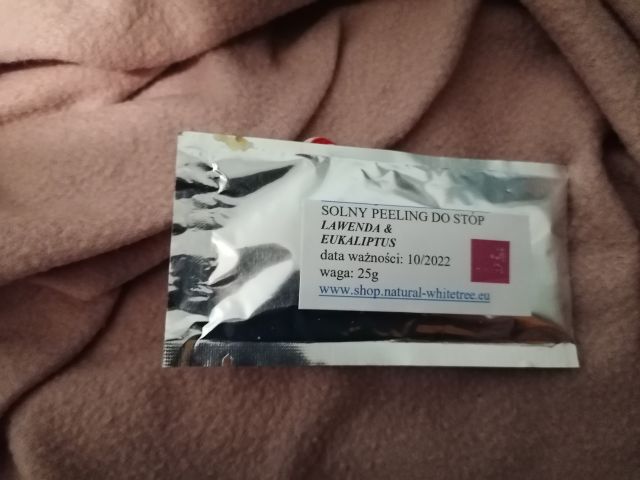 SOLNY PEELING DO STÓP
LAWENDA &
EUKALIPTUS
data ważności: 10/2022
waga: 25g
www.shop.natural-whitetree.eu